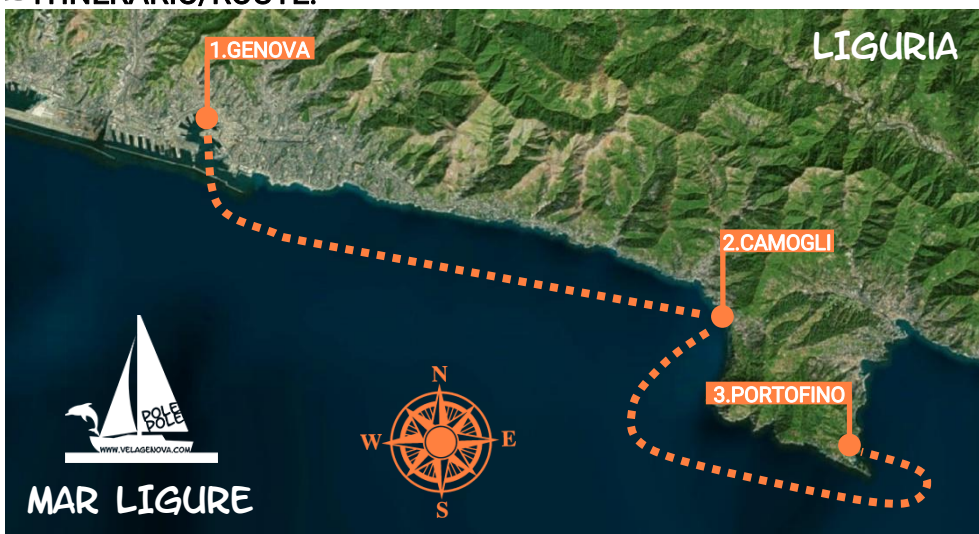 ITINERARIO/ROUTE:
1.GENOVA
LIGURIA
2.CAMOGLI
3.PORTOFINO
N
W
E
S
POLE
POLE
WWW.VELAGENOVA.COM
MAR LIGURE